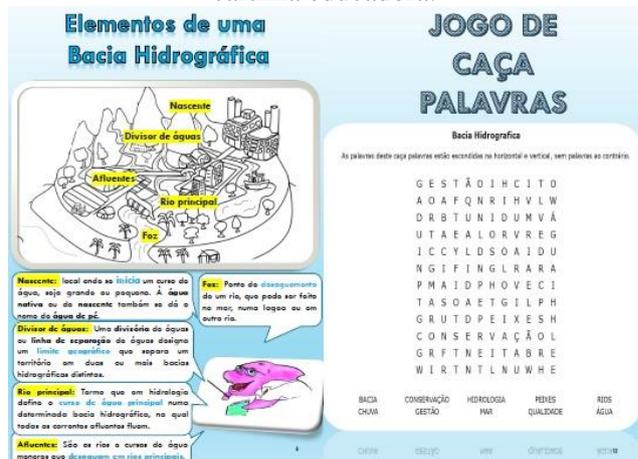 Elementos de uma
Bacia Hidrográfica
Nascente
Divisor de águas
Afluentes
Rio principal
Foz
Nascente: local onde se inicia um curso de
água, seja grande ou pequeno. À água
nativa ou da nascente também se dá o
nome de água de pé.
Divisor de águas: Uma divisória de águas
ou linha de separação de águas designa
um limite geográfico que separa um
território em duas ou mais bacias
hidrográficas distintas.
Rio principal: Termo que em hidrologia
define o curso de água principal numa
determinada bacia hidrográfica, no qual
todas as correntes afluentes fluem.
Afluentes: São os rios e cursos de água
menores que desaguam em rios principais.
Foz: Ponto de desaguamento
de um rio, que pode ser feito
no mar, numa lagoa ou em
outro rio.
JOGO DE
CAÇA
PALAVRAS
Bacia Hidrografica
As palavras deste caça palavras estão escondidas na horizontal e vertical, sem palavras ao contrário.
G E S T Ã O I H C I T O
A O A F Q N R I H V L W
D R B T U N I D U M V Á
U T A E A L O R V R E G
I C C Y L D S O A I D U
N G I F I N G L R A R A
P M A I D P H O V E C I
T A S O A E T G I L P H
G R U T D P E I X E S H
C O N S E R V A Ç Ã O L
G R F T N E I T A B R E
W I R T N T L N U W H E
BACIA CONSERVAÇÃO HIDROLOGIA PEIXES RIOS
CHUVA GESTÃO MAR QUALIDADE ÁGUA